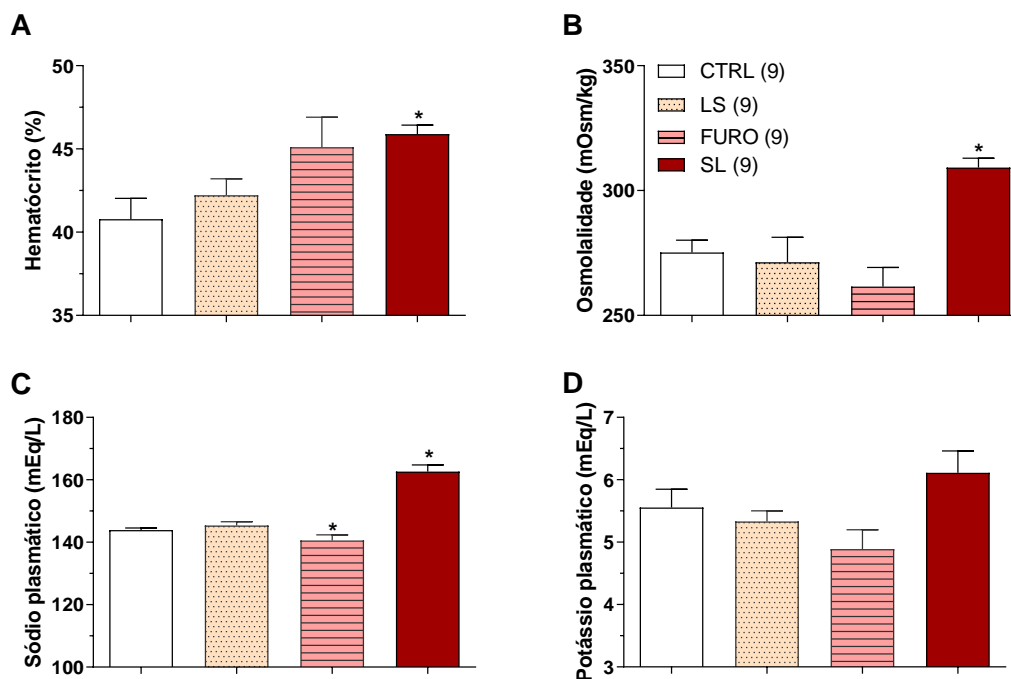 A
Hematócrito (%)
50
45
40
35
*
B
Osmolalidade (mOsm/kg)
350
300
250
CTRL (9)
LS (9)
FURO (9)
SL (9)
*
C
Sódio plasmático (mEq/L)
180
160
140
120
100
*
*
D
Potássio plasmático (mEq/L)
7
6
5
4
3